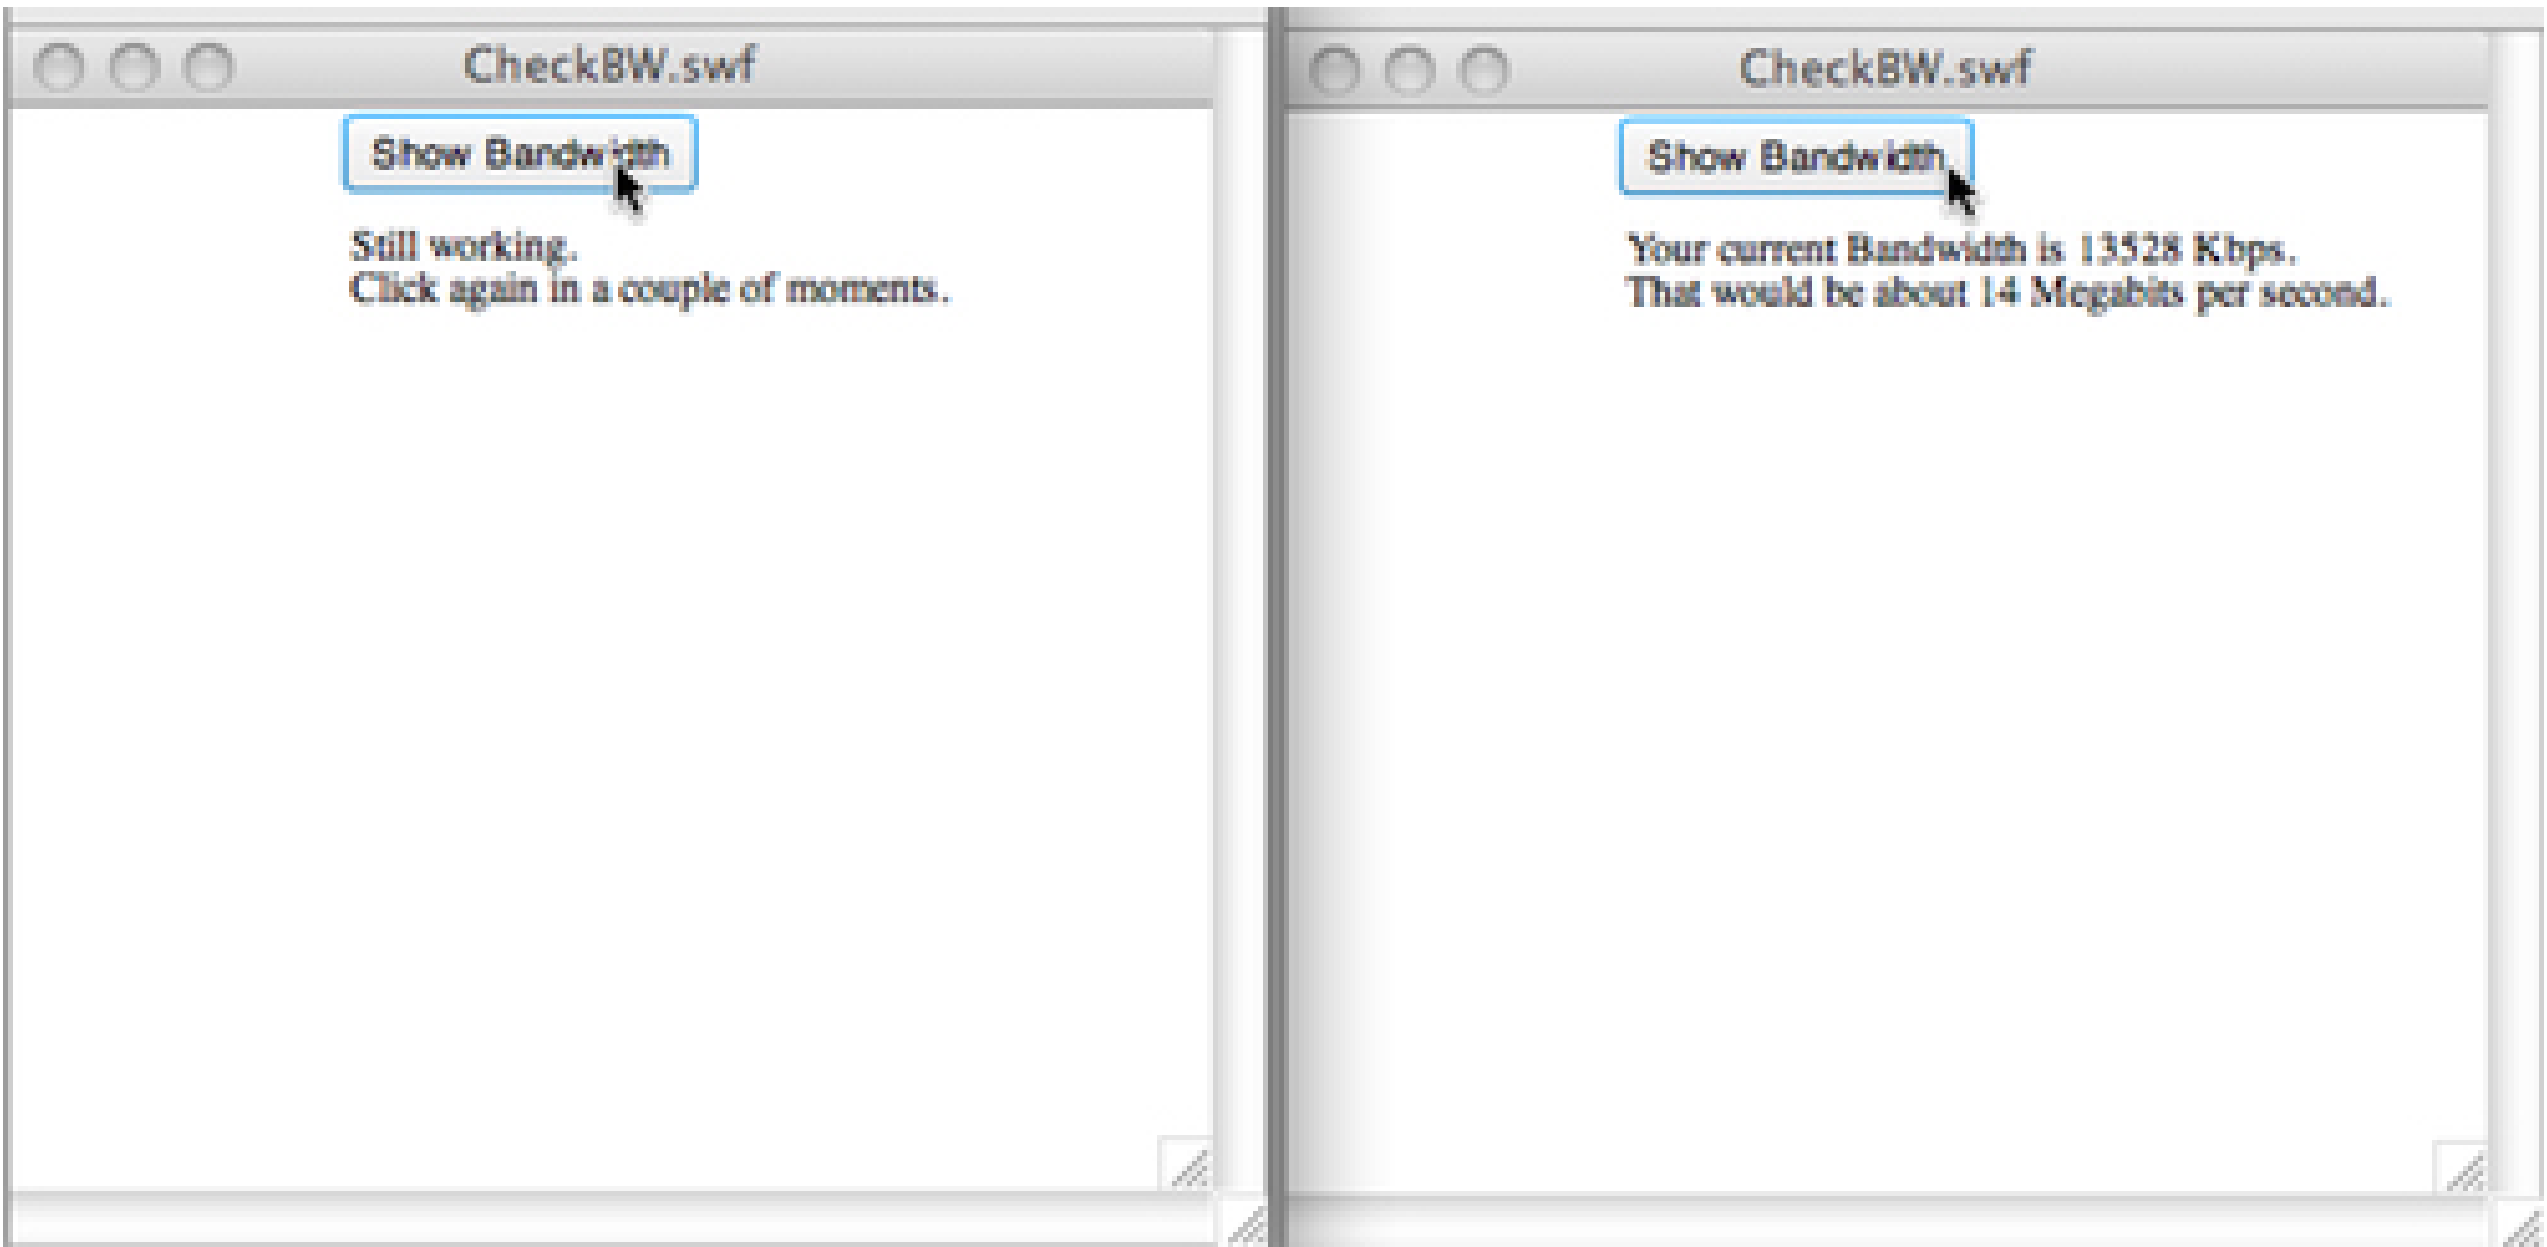 CheckBW.swf
Show Bandwidth
Still working.
Click again in a couple of moments.
CheckBW.swf
Show Bandwidth
Your current Bandwidth is 13528 Kbps.
That would be about 14 Megabits per second.